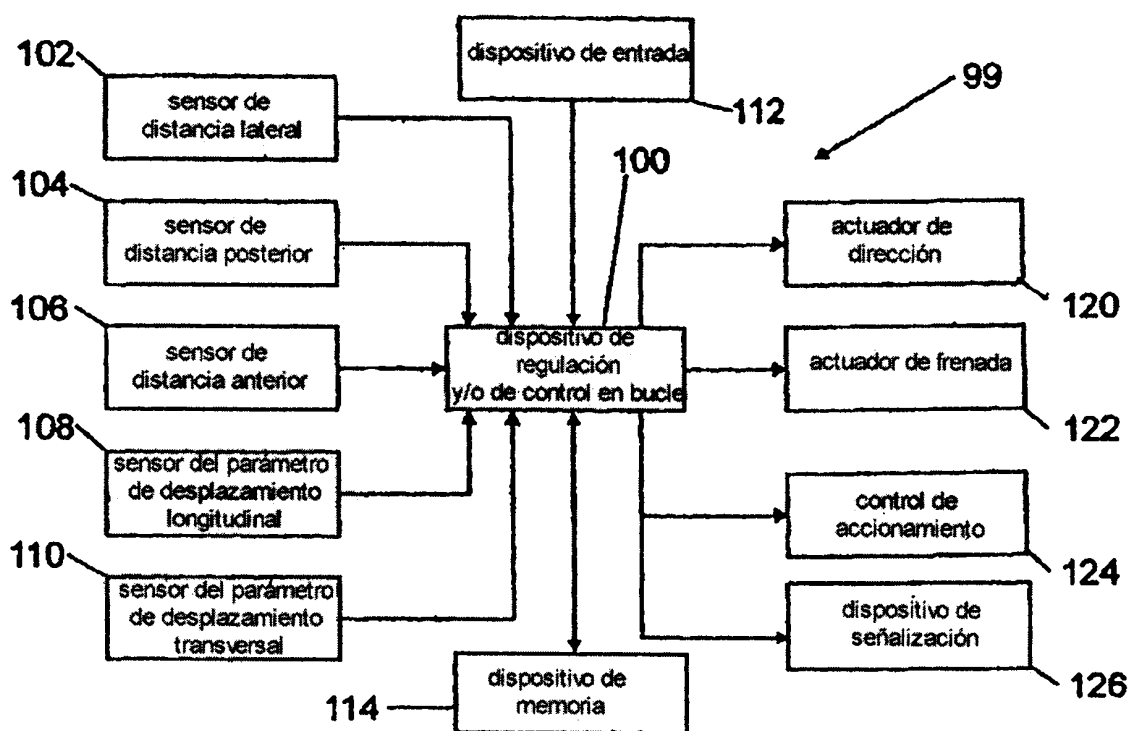 102
sensor de
distancia lateral
dispositivo de entrada
112
99
104
sensor de
distancia posterior
100
actuador de
dirección
120
106
sensor de
distancia anterior
dispositivo de
regulación
y/o de control en bucle
actuador de frenada
122
108
sensor del parámetro
de desplazamiento
longitudinal
control de
accionamiento
124
110
sensor del parámetro
de desplazamiento
transversal
dispositivo de
señalización
126
114
dispositivo de
memoria